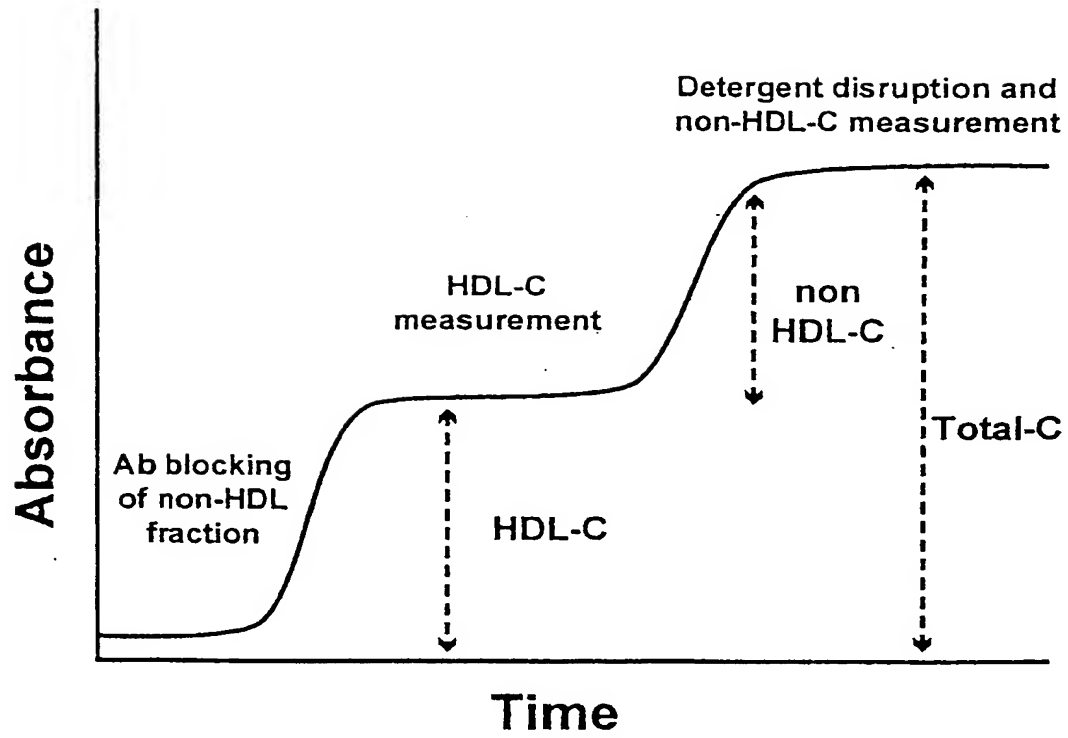 Detergent disruption and
non-HDL-C measurement
HDL-C
measurement
non
HDL-C
Ab blocking
of non-HDL
fraction
HDL-C
Total-C
Absorbance
Time